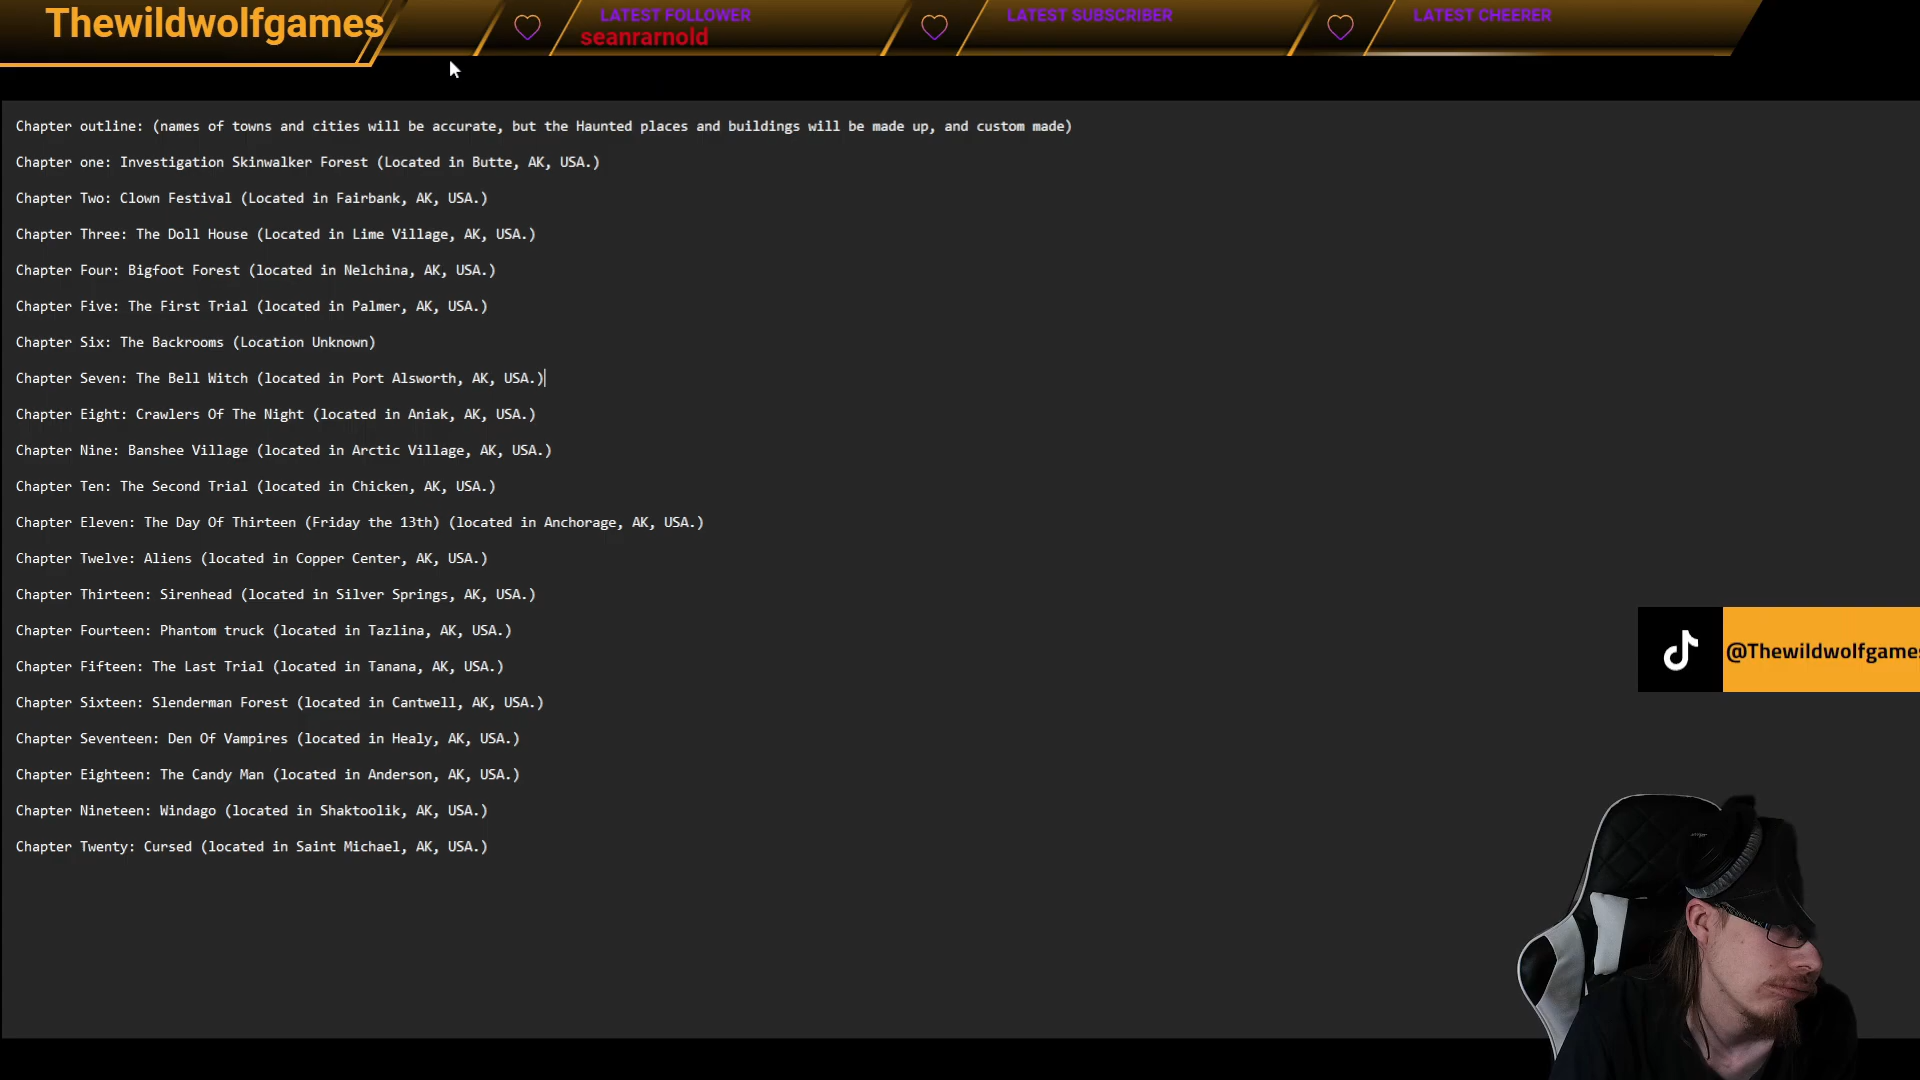 Thewildwolfgames
LATEST FOLLOWER
seanrarnold
LATEST SUBSCRIBER
LATEST CHEERER
Chapter outline: (names of towns and cities will be accurate, but the Haunted places and buildings will be made up, and custom made)
Chapter one: Investigation Skinwalker Forest (Located in Butte, AK, USA.)
Chapter Two: Clown Festival (Located in Fairbank, AK, USA.)
Chapter Three: The Doll House (Located in Lime Village, AK, USA.)
Chapter Four: Bigfoot Forest (located in Nelchina, AK, USA.)
Chapter Five: The First Trial (located in Palmer, AK, USA.)
Chapter Six: The Backrooms (Location Unknown)
Chapter Seven: The Bell Witch (located in Port Alsworth, AK, USA.)
Chapter Eight: Crawlers Of The Night (located in Aniak, AK, USA.)
Chapter Nine: Banshee Village (located in Arctic Village, AK, USA.)
Chapter Ten: The Second Trial (located in Chicken, AK, USA.)
Chapter Eleven: The Day Of Thirteen (Friday the 13th) (located in Anchorage, AK, USA.)
Chapter Twelve: Aliens (located in Copper Center, AK, USA.)
Chapter Thirteen: Sirenhead (located in Silver Springs, AK, USA.)
Chapter Fourteen: Phantom truck (located in Tazlina, AK, USA.)
Chapter Fifteen: The Last Trial (located in Tanana, AK, USA.)
Chapter Sixteen: Slenderman Forest (located in Cantwell, AK, USA.)
Chapter Seventeen: Den Of Vampires (located in Healy, AK, USA.)
Chapter Eighteen: The Candy Man (located in Anderson, AK, USA.)
Chapter Nineteen: Windago (located in Shaktoolik, AK, USA.)
Chapter Twenty: Cursed (located in Saint Michael, AK, USA.)
@Thewildwolfgames